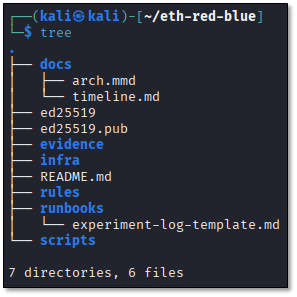 ┌──(kali㉿kali)-[~/eth-red-blue]
└─$ tree
.
├── docs
│   ├── arch.mmd
│   └── timeline.md
├── ed25519
├── ed25519.pub
├── evidence
├── infra
├── README.md
├── rules
├── runbooks
│   └── experiment-log-template.md
└── scripts

7 directories, 6 files